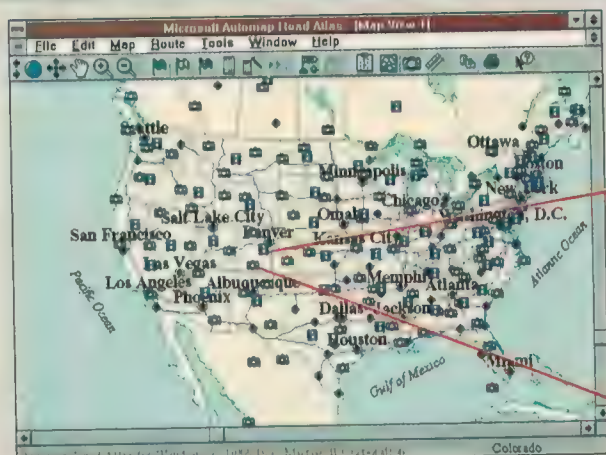 Microsoft Automap Road Atlas - [Map View 1]
File Edit Map Route Tools Window Help
Seattle
Ottawa
Minneapolis
Boston
Chicago
New York
Salt Lake City
Omaha
Washington, D.C.
Denver
San Francisco
Kansas City
Las Vegas
Los Angeles
Albuquerque
Memphis
Atlanta
Phoenix
Dallas
Jackson
Houston
Miami
Pacific Ocean
Atlantic Ocean
Gulf of Mexico
Colorado